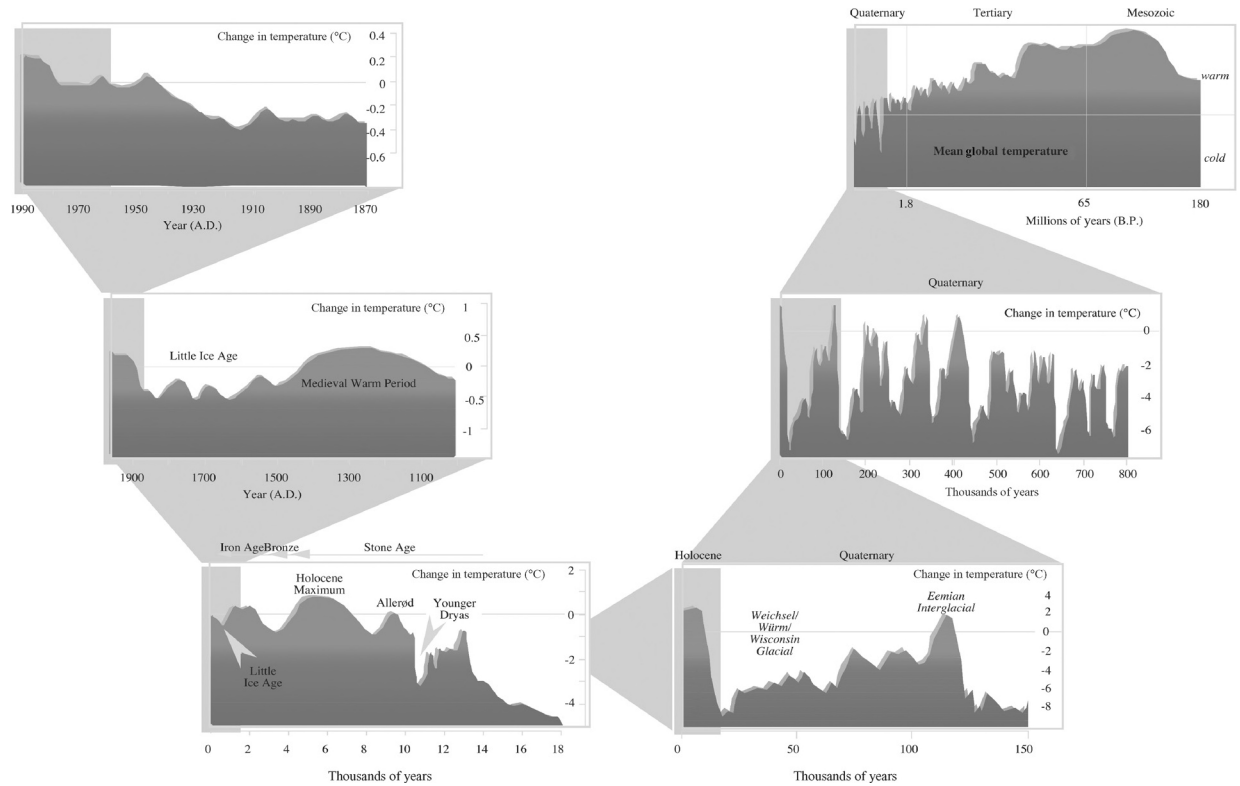 Change in temperature (°C)
0.4
0.2
0
-0.2
-0.4
-0.6
1990 1970 1950 1930 1910 1890 1870
Year (A.D.)
Change in temperature (°C)
1
0.5
0
-0.5
-1
Little Ice Age
Medieval Warm Period
1900 1700 1500 1300 1100
Year (A.D.)
Iron AgeBronze Stone Age
Change in temperature (°C)
2
0
-2
-4
Holocene
Maximum
Allerød
Younger
Dryas
Little
Ice Age
0 2 4 6 8 10 12 14 16 18
Thousands of years
Quaternary Tertiary Mesozoic
warm
Mean global temperature
cold
1.8 65 180
Millions of years (B.P.)
Quaternary
Change in temperature (°C)
0
-2
-4
-6
0 100 200 300 400 500 600 700 800
Thousands of years
Holocene Quaternary
Change in temperature (°C)
4
2
0
-2
-4
-6
-8
Weichsel/
Würm/
Wisconsin
Glacial
Eemian
Interglacial
0 50 100 150
Thousands of years